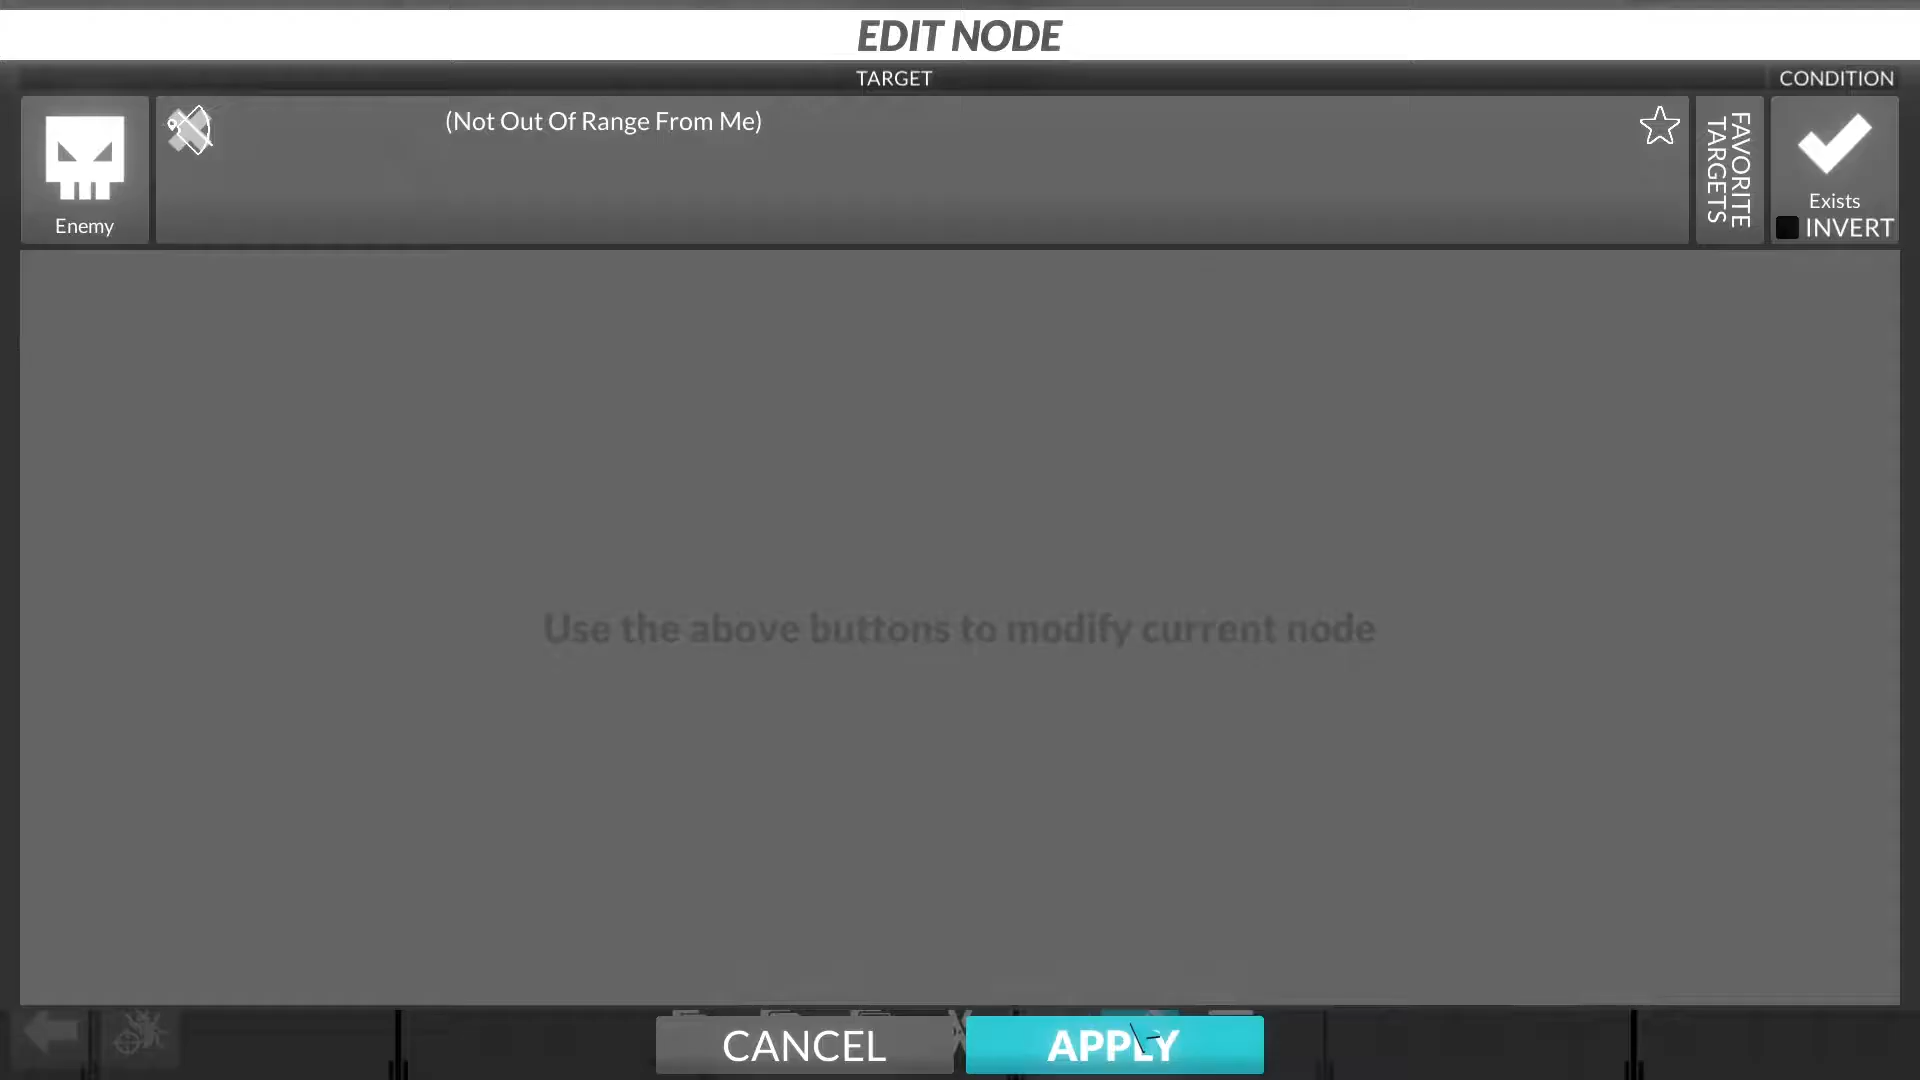 EDIT NODE
TARGET
CONDITION
(Not Out Of Range From Me)
Enemy
FAVORITE
TARGETS
Exists
INVERT
Use the above buttons to modify current node
CANCEL
APPLY